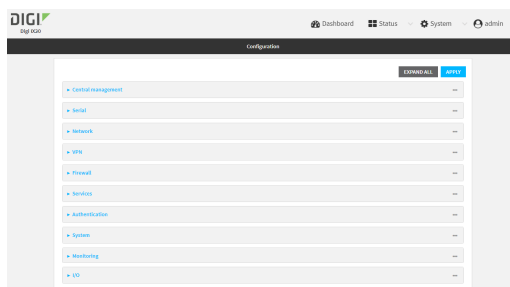 DIGI
Digi IX20
Dashboard Status System admin
Configuration
EXPAND ALL APPLY
Central management
Serial
Network
VPN
Firewall
Services
Authentication
System
Monitoring
I/O